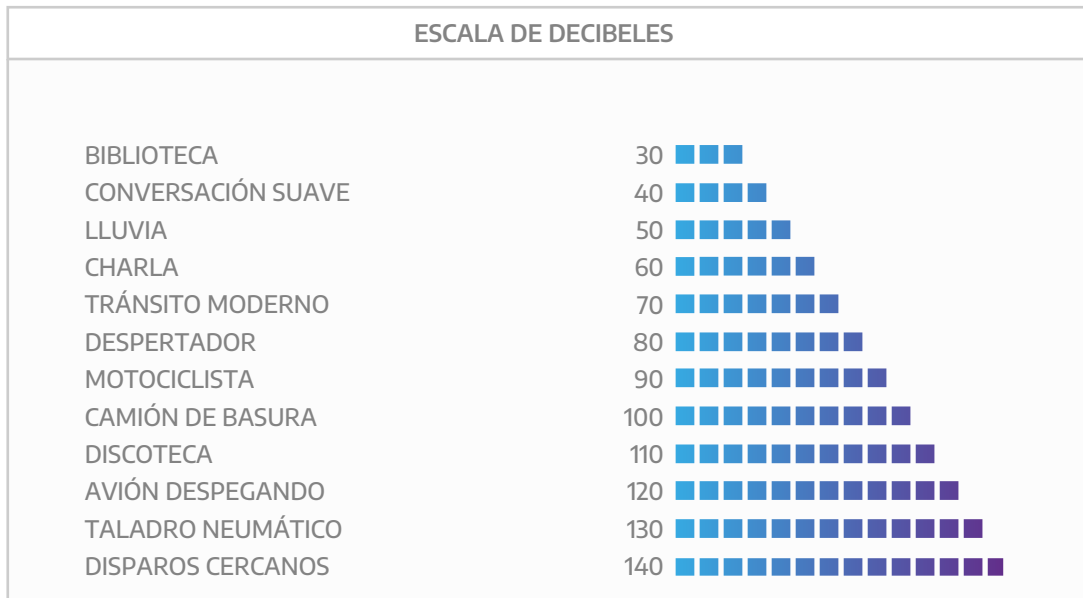 ESCALA DE DECIBELES
BIBLIOTECA 30
CONVERSACIÓN SUAVE 40
LLUVIA 50
CHARLA 60
TRÁNSITO MODERNO 70
DESPERTADOR 80
MOTOCICLISTA 90
CAMIÓN DE BASURA 100
DISCOTECA 110
AVIÓN DESPEGANDO 120
TALADRO NEUMÁTICO 130
DISPAROS CERCANOS 140